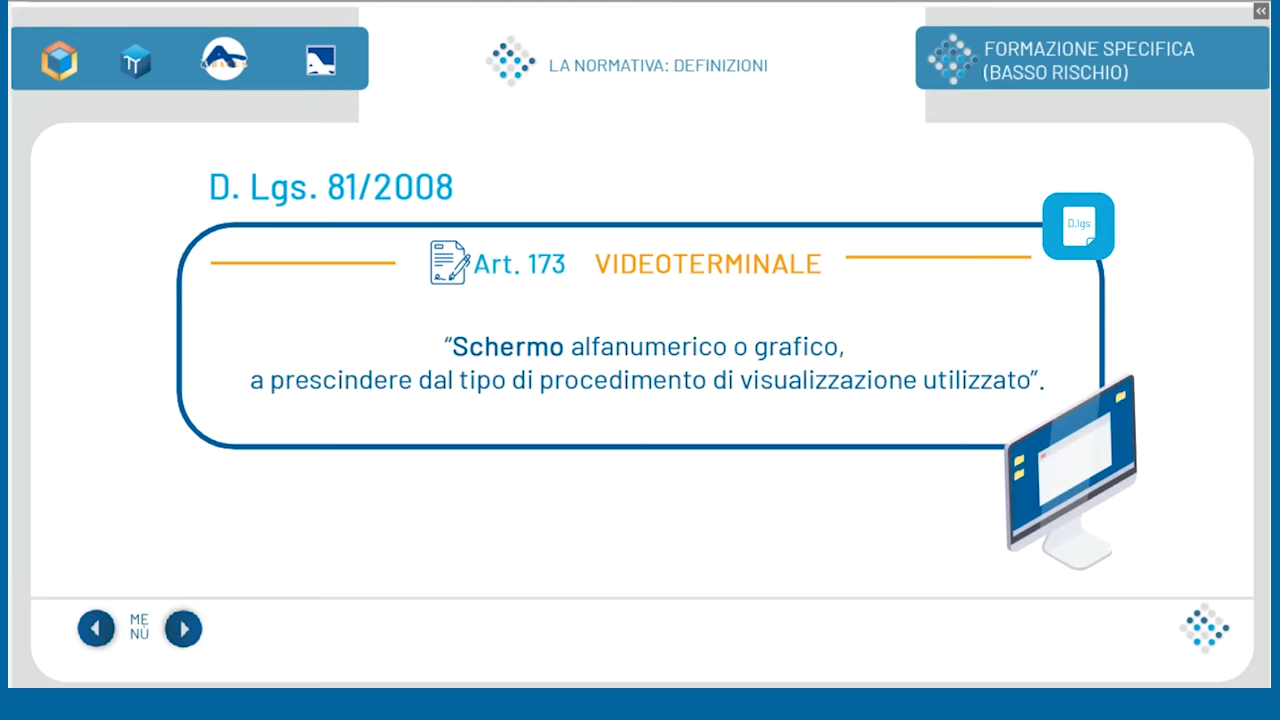 LA NORMATIVA: DEFINIZIONI
FORMAZIONE SPECIFICA
(BASSO RISCHIO)
D. Lgs. 81/2008
D.lgs
Art. 173 VIDEOTERMINALE
“Schermo alfanumerico o grafico,
a prescindere dal tipo di procedimento di visualizzazione utilizzato”.
ME
NÙ